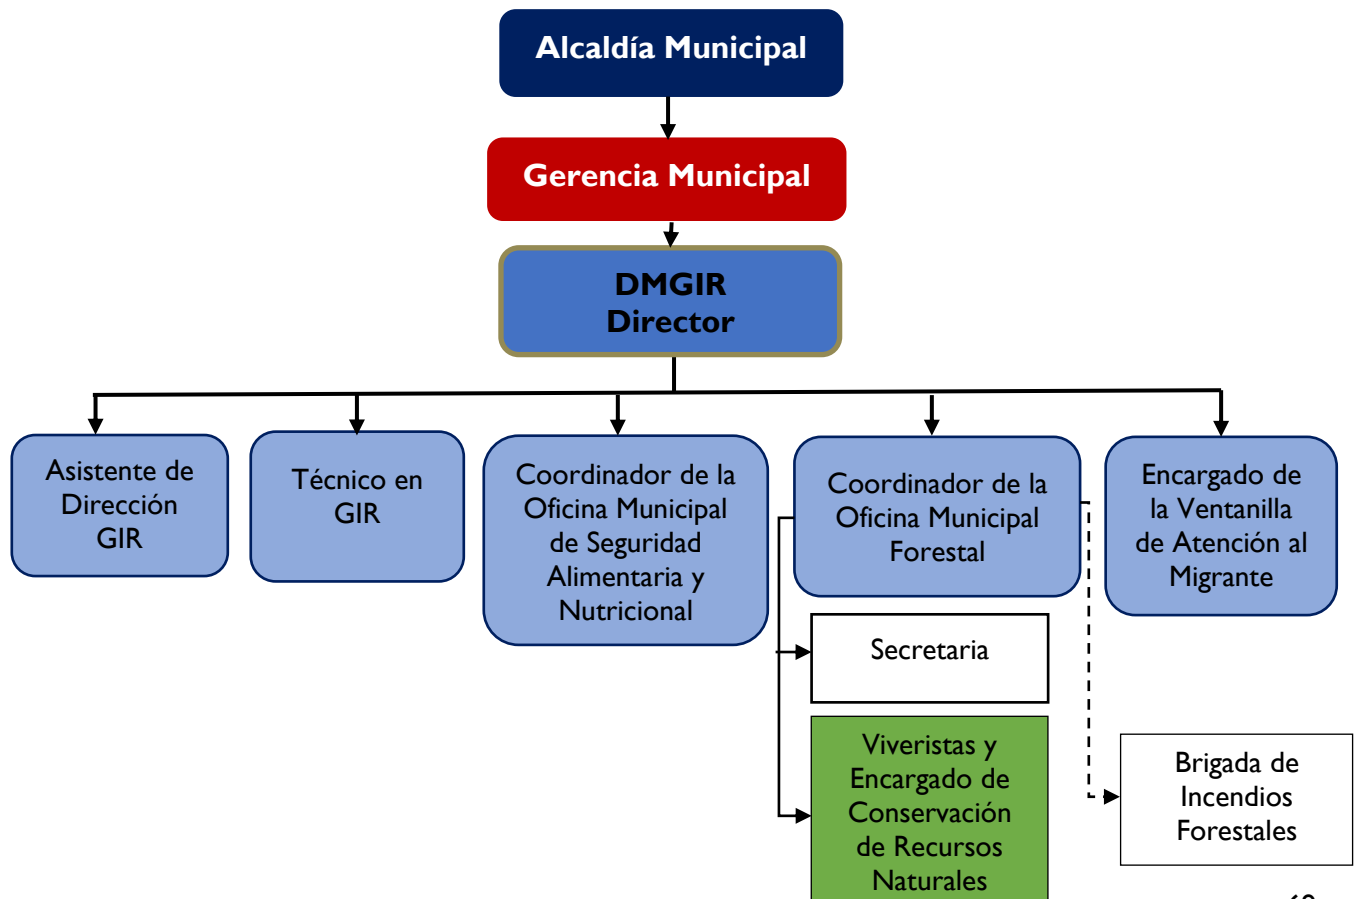 Alcaldía Municipal
Gerencia Municipal
DMGIR
Director
Asistente de
Dirección
GIR
Técnico en
GIR
Coordinador de la
Oficina Municipal
de Seguridad
Alimentaria y
Nutricional
Coordinador de la
Oficina Municipal
Forestal
Encargado de
la Ventanilla
de Atención al
Migrante
Secretaria
Viveristas y
Encargado de
Conservación
de Recursos
Naturales
Brigada de
Incendios
Forestales